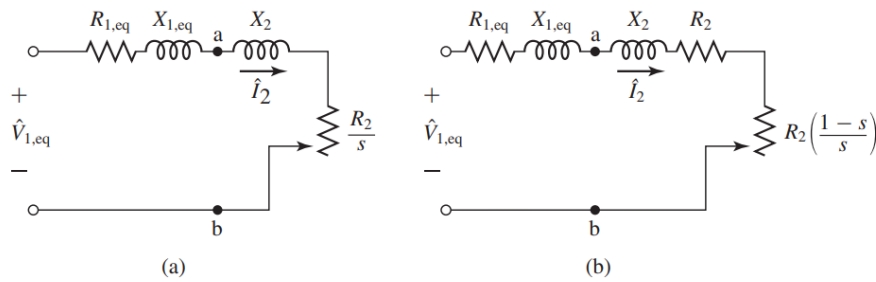 R₁,eq X₁,eq a X₂
Î₂
+
V̂₁,eq
−
R₂/s
b
(a)
R₁,eq X₁,eq a X₂ R₂
Î₂
+
V̂₁,eq
−
R₂((1 − s)/s)
b
(b)